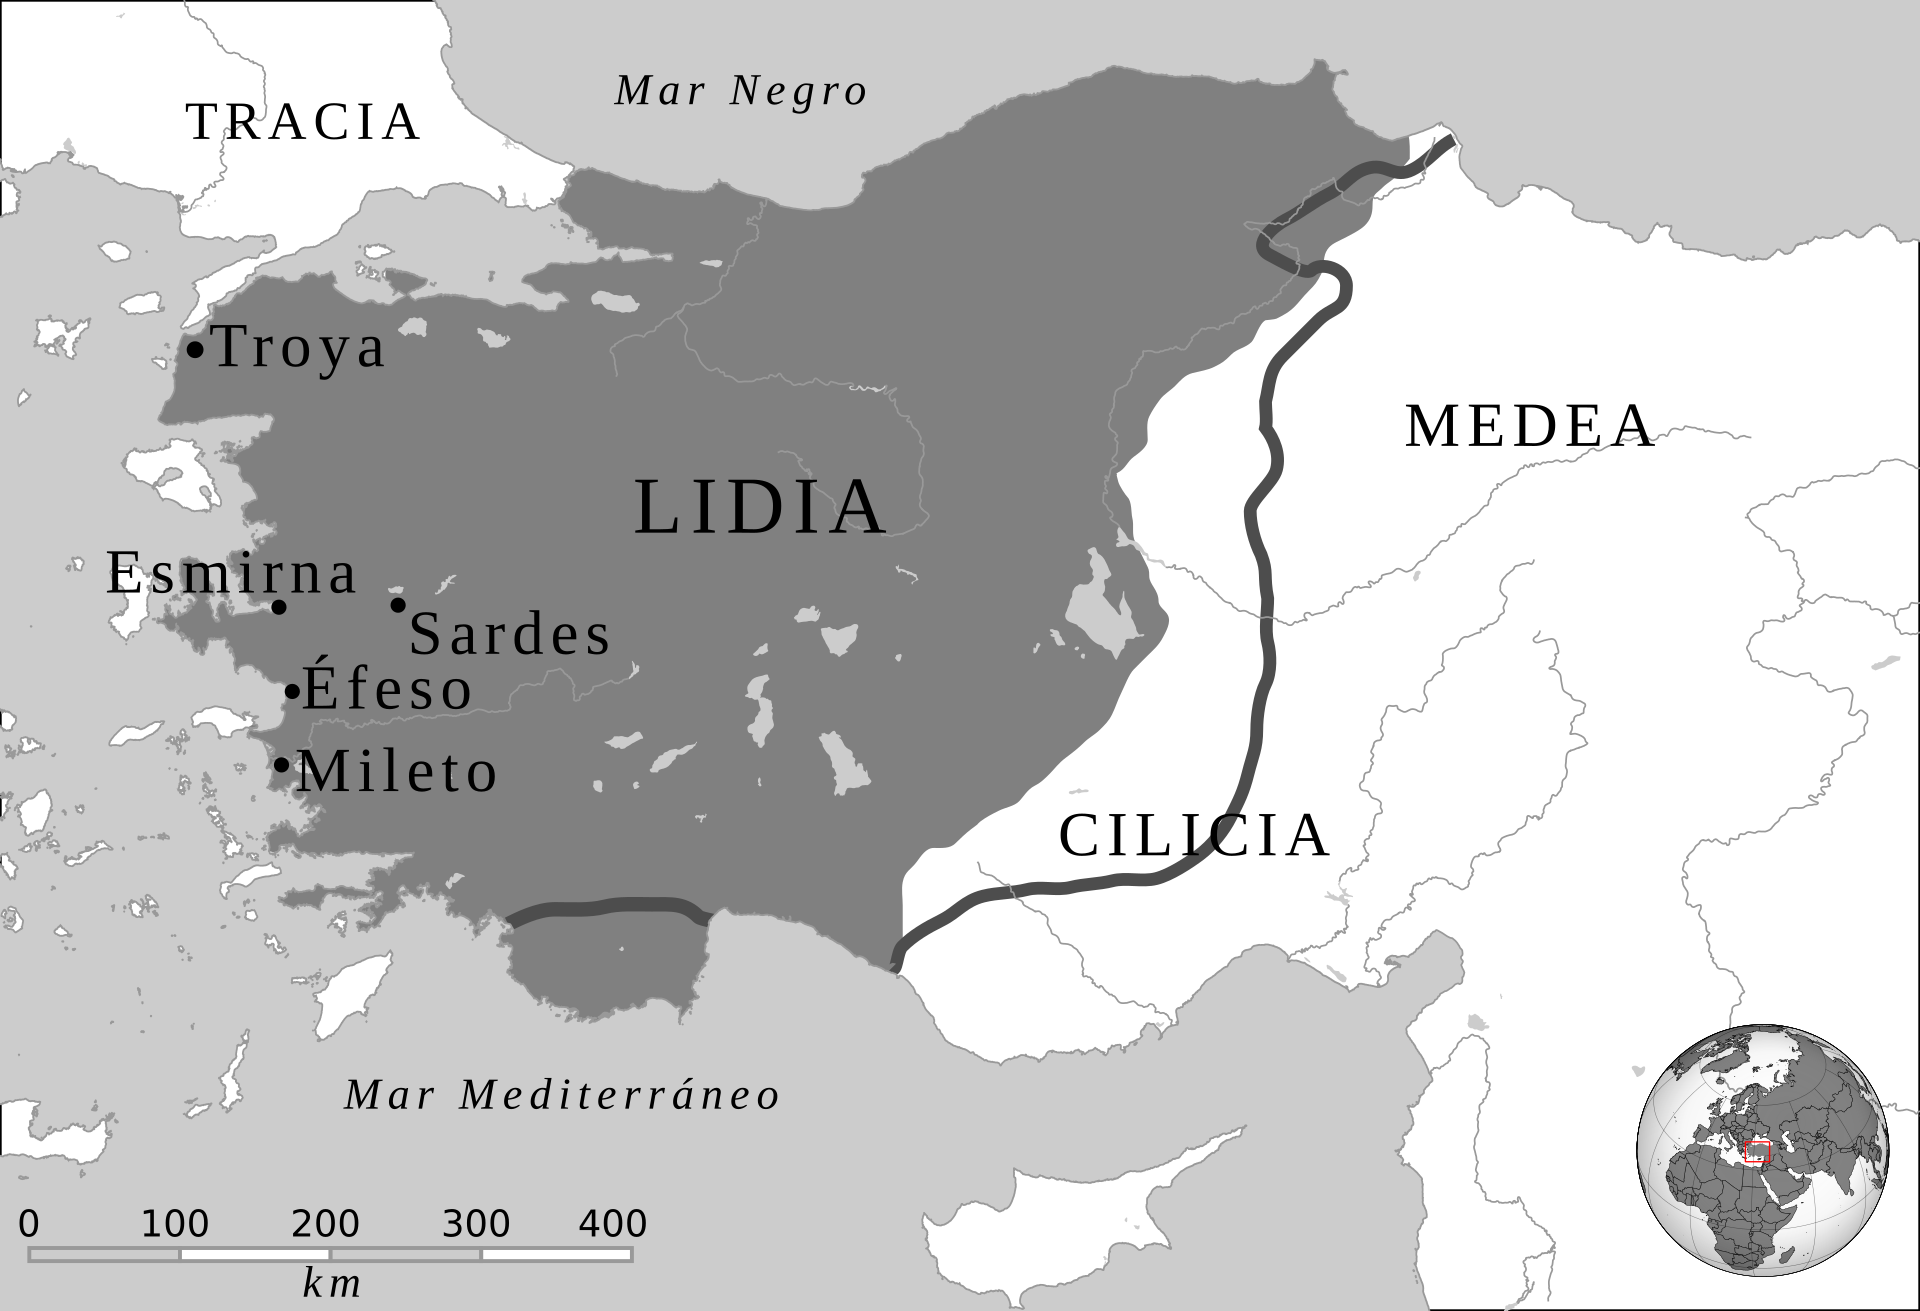 Mar Negro
TRACIA
Troya
MEDEA
LIDIA
Esmirna
Sardes
Éfeso
Mileto
CILICIA
Mar Mediterráneo
0 100 200 300 400
km